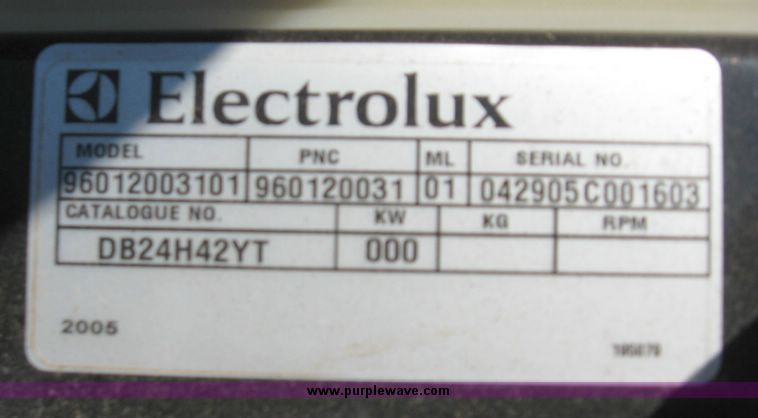 Electrolux
MODEL PNC ML SERIAL NO.
96012003101 960120031 01 042905C001603
CATALOGUE NO. KW KG RPM
DB24H42YT 000
2005
www.purplewave.com